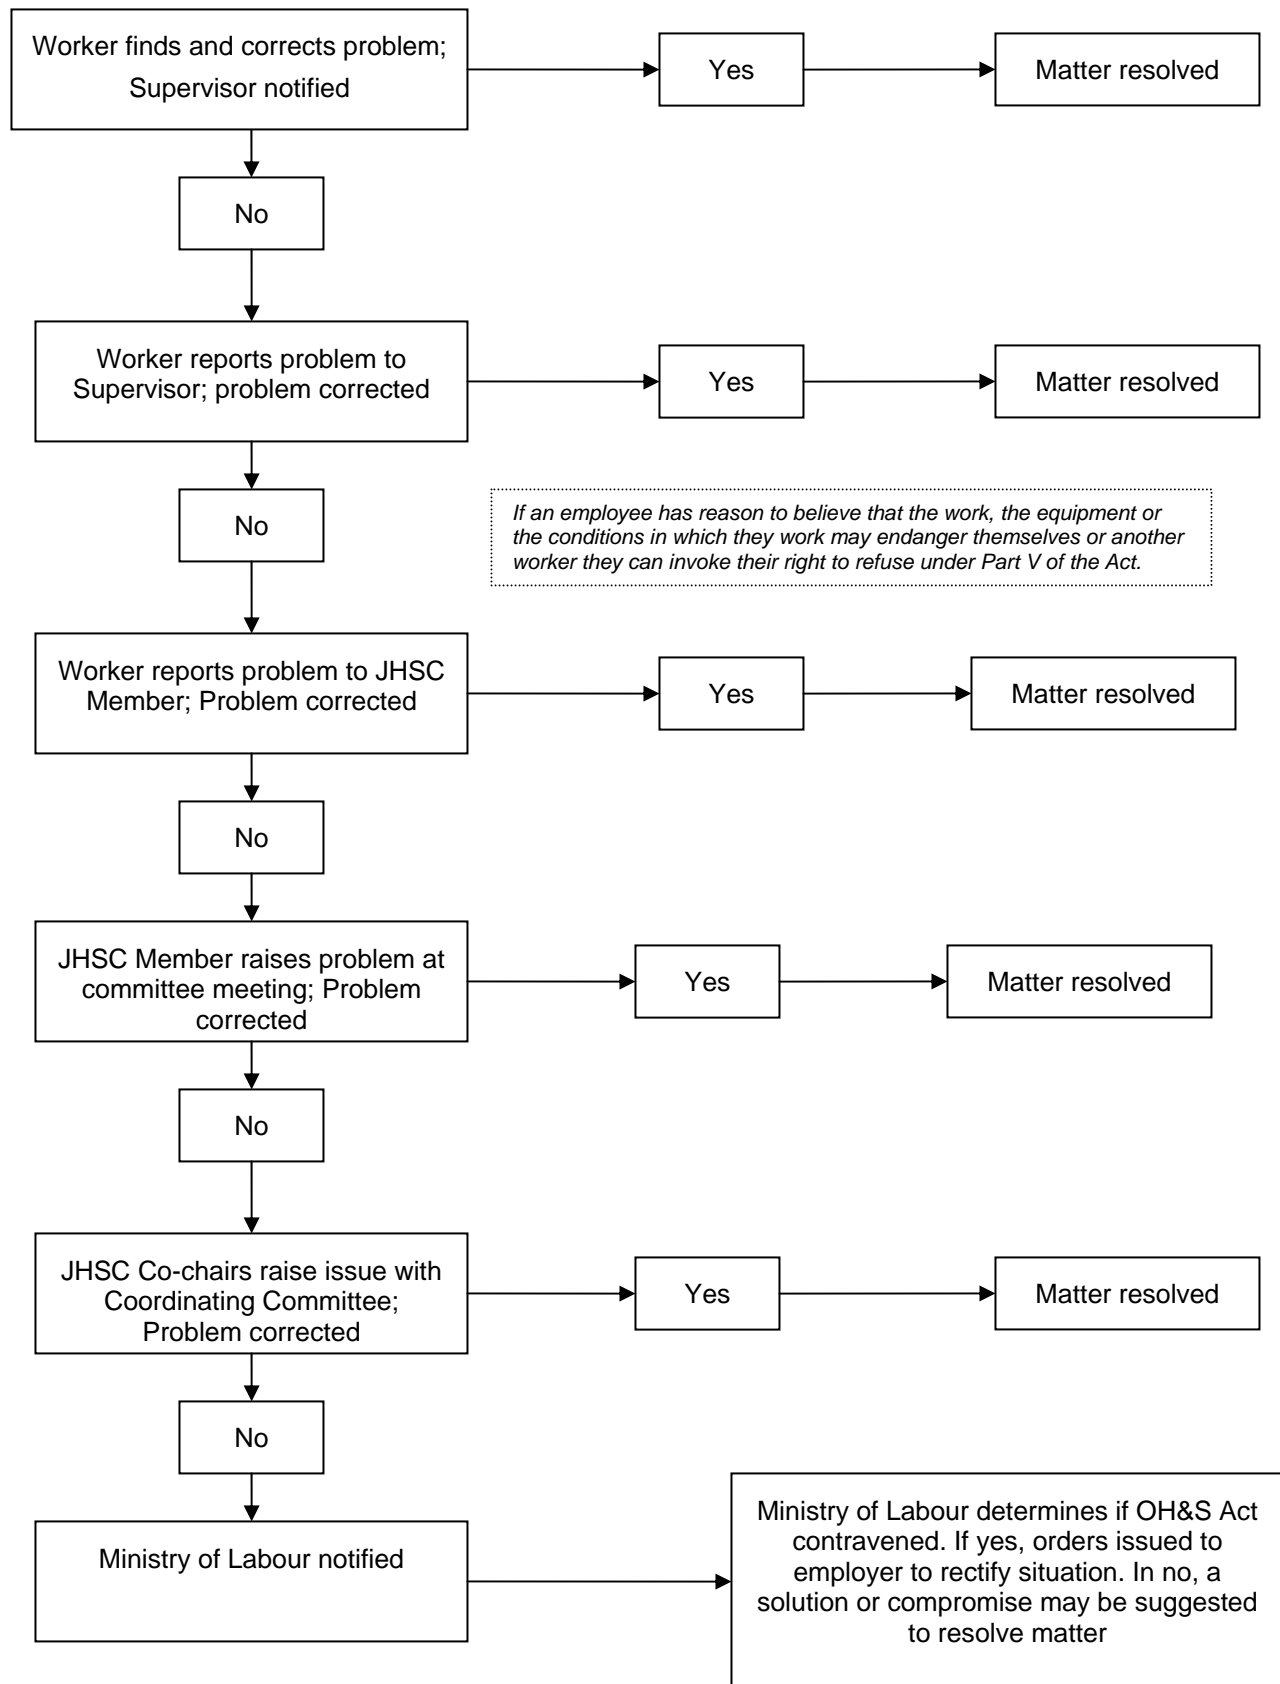 Worker finds and corrects problem;
Supervisor notified
Yes
Matter resolved
No
Worker reports problem to
Supervisor; problem corrected
Yes
Matter resolved
No
If an employee has reason to believe that the work, the equipment or
the conditions in which they work may endanger themselves or another
worker they can invoke their right to refuse under Part V of the Act.
Worker reports problem to JHSC
Member; Problem corrected
Yes
Matter resolved
No
JHSC Member raises problem at
committee meeting; Problem
corrected
Yes
Matter resolved
No
JHSC Co-chairs raise issue with
Coordinating Committee;
Problem corrected
Yes
Matter resolved
No
Ministry of Labour notified
Ministry of Labour determines if OH&S Act
contravened. If yes, orders issued to
employer to rectify situation. In no, a
solution or compromise may be suggested
to resolve matter